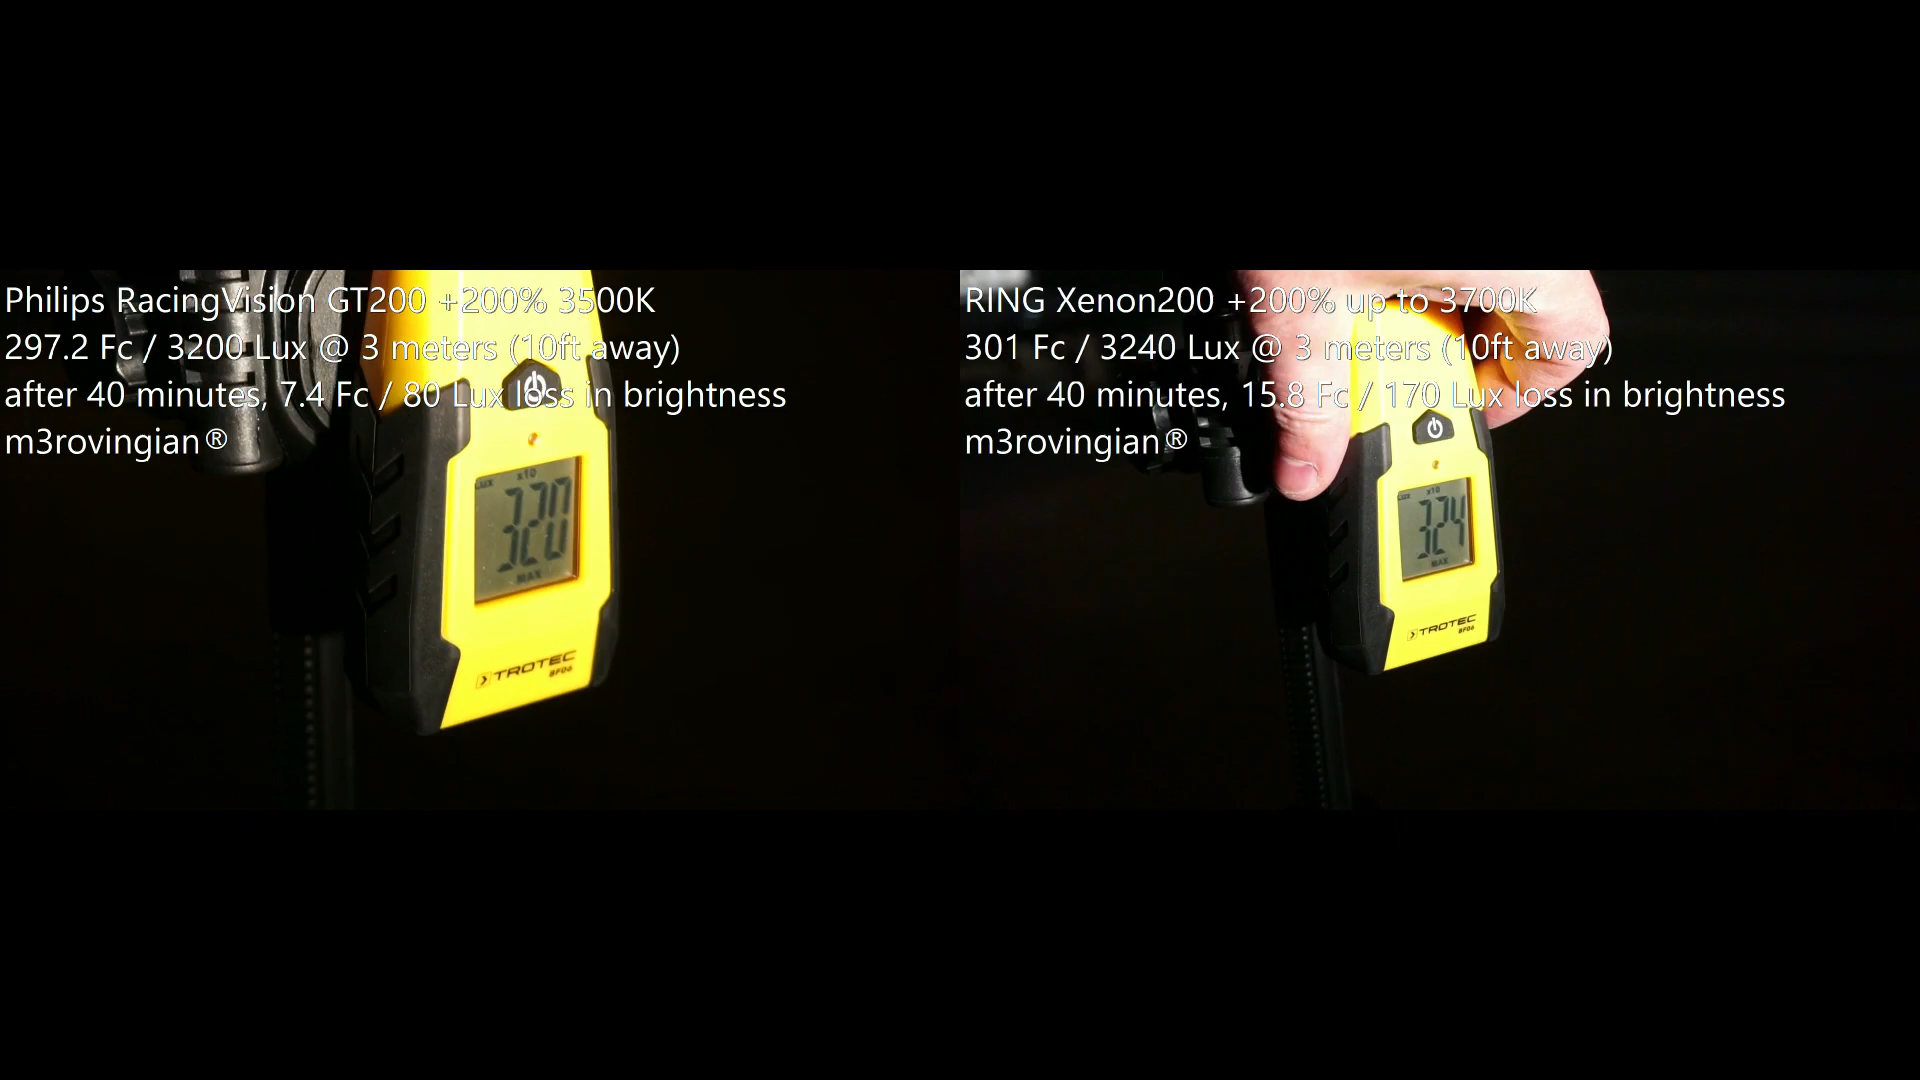 Philips RacingVision GT200 +200% 3500K
297.2 Fc / 3200 Lux @ 3 meters (10ft away)
after 40 minutes, 7.4 Fc / 80 Lux loss in brightness
m3rovingian®
LUX x10
320
MAX
TROTEC
BF06
RING Xenon200 +200% up to 3700K
301 Fc / 3240 Lux @ 3 meters (10ft away)
after 40 minutes, 15.8 Fc / 170 Lux loss in brightness
m3rovingian®
LUX x10
324
MAX
TROTEC
BF06